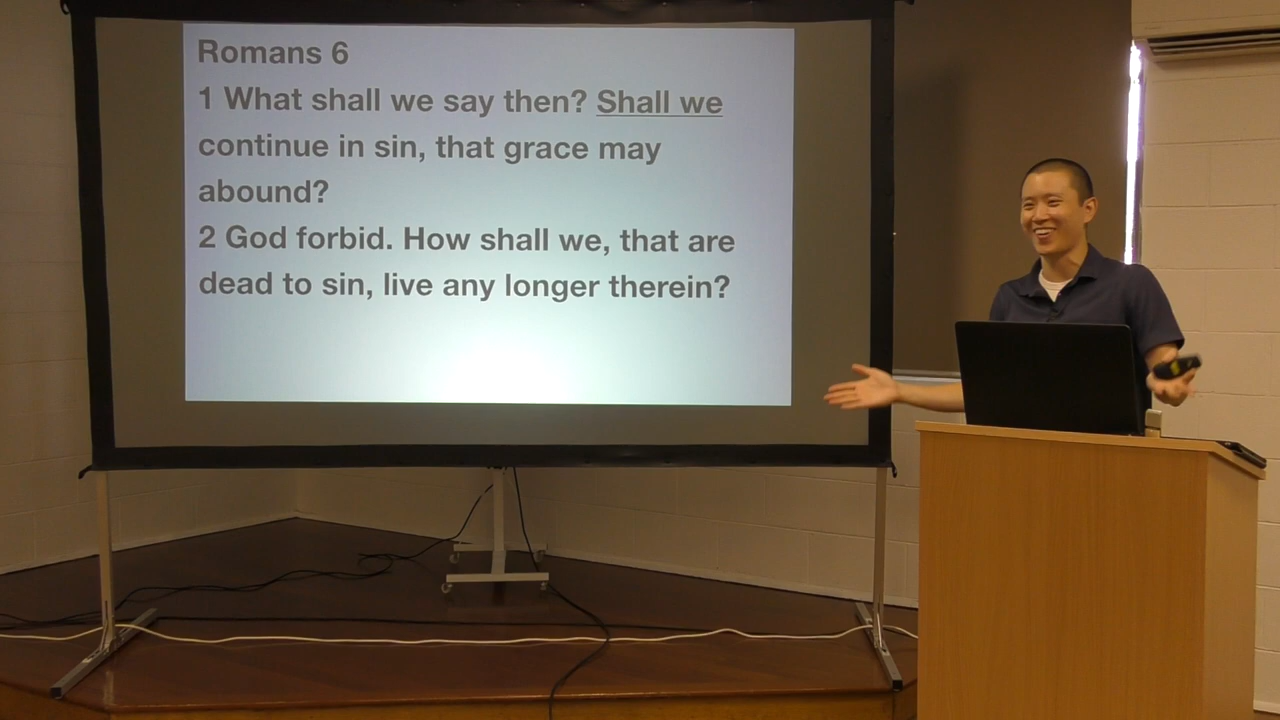 Romans 6
1 What shall we say then? Shall we
continue in sin, that grace may
abound?
2 God forbid. How shall we, that are
dead to sin, live any longer therein?